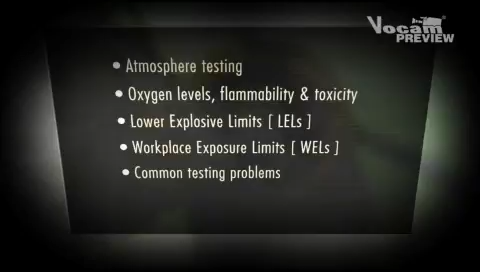 Vocam®
PREVIEW
• Atmosphere testing
• Oxygen levels, flammability & toxicity
• Lower Explosive Limits [ LELs ]
• Workplace Exposure Limits [ WELs ]
• Common testing problems